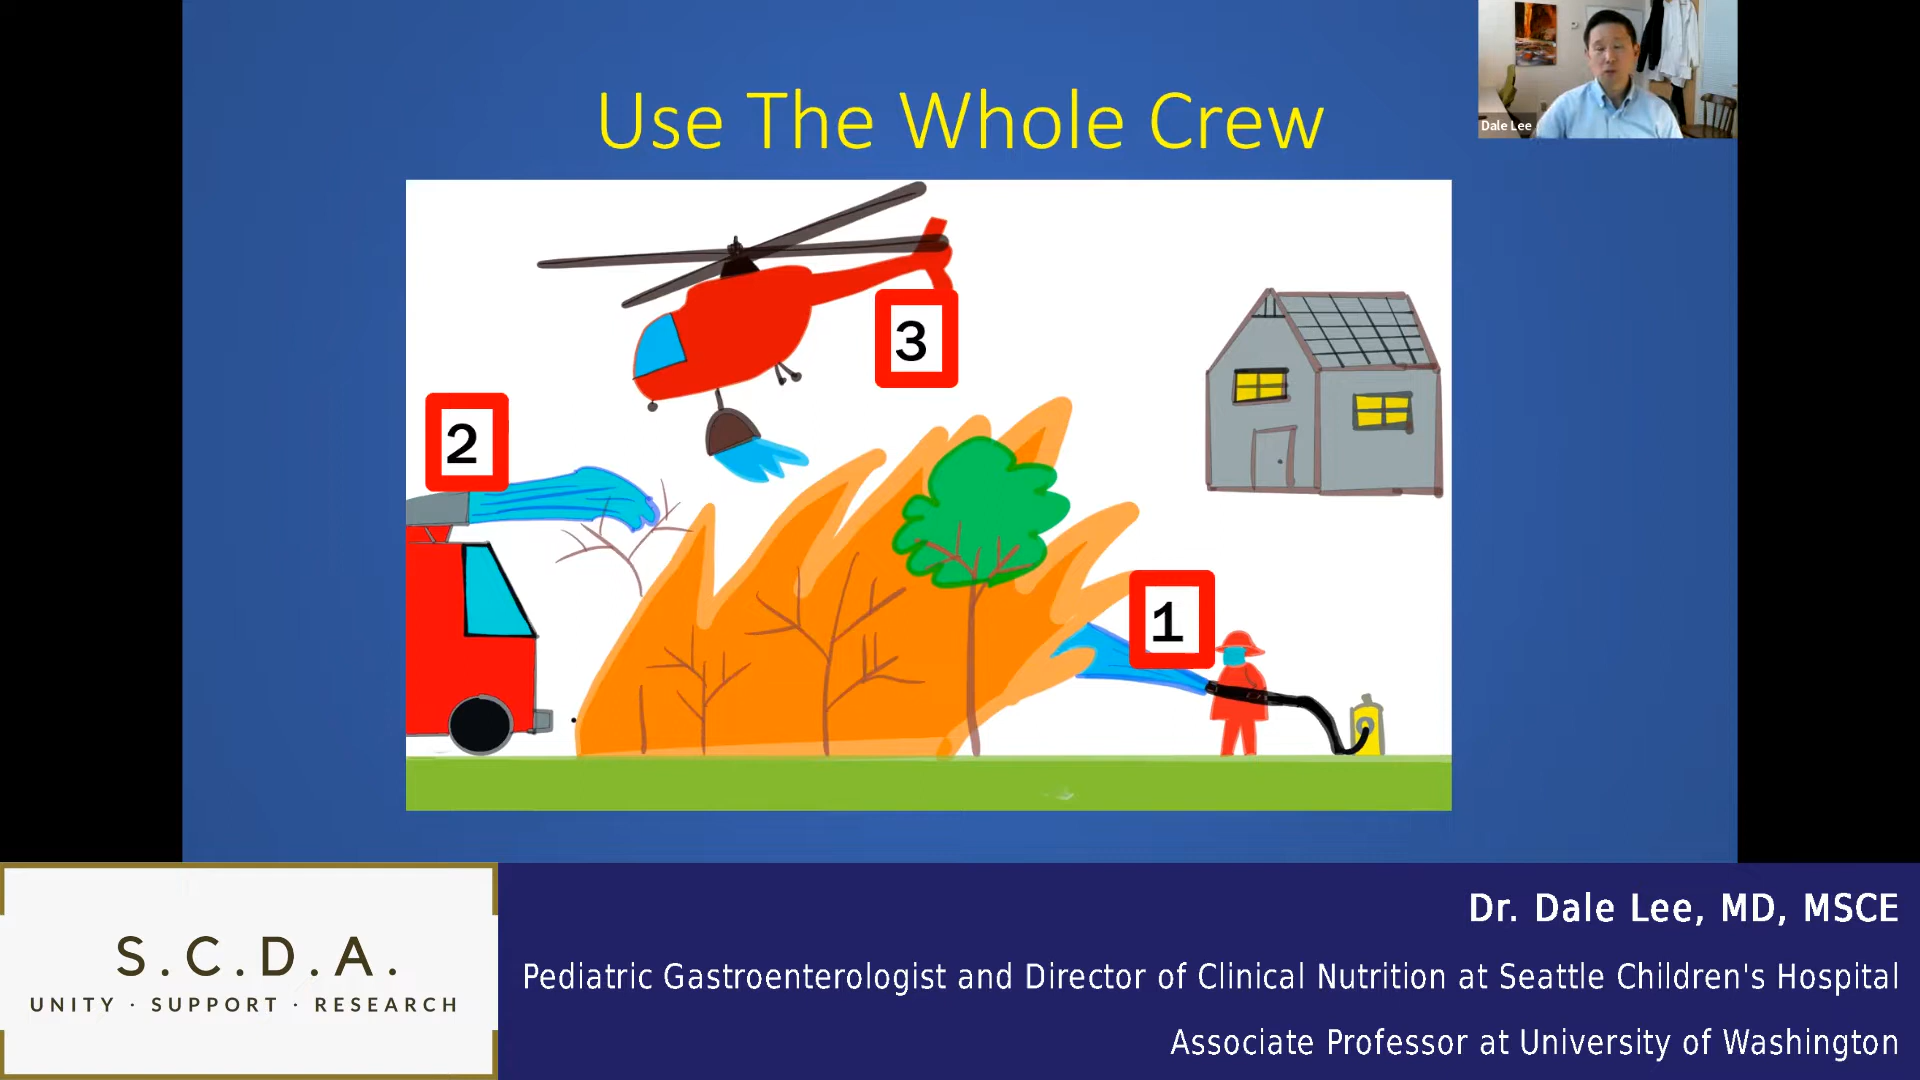 Use The Whole Crew
Dale Lee
3
2
1
S.C.D.A.
UNITY · SUPPORT · RESEARCH
Dr. Dale Lee, MD, MSCE
Pediatric Gastroenterologist and Director of Clinical Nutrition at Seattle Children's Hospital
Associate Professor at University of Washington